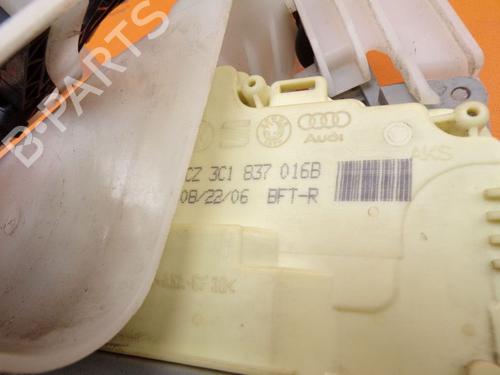 B-PARTS
Audi
CZ 3C1 837 016B
08/22/06 BFT-R
AKS